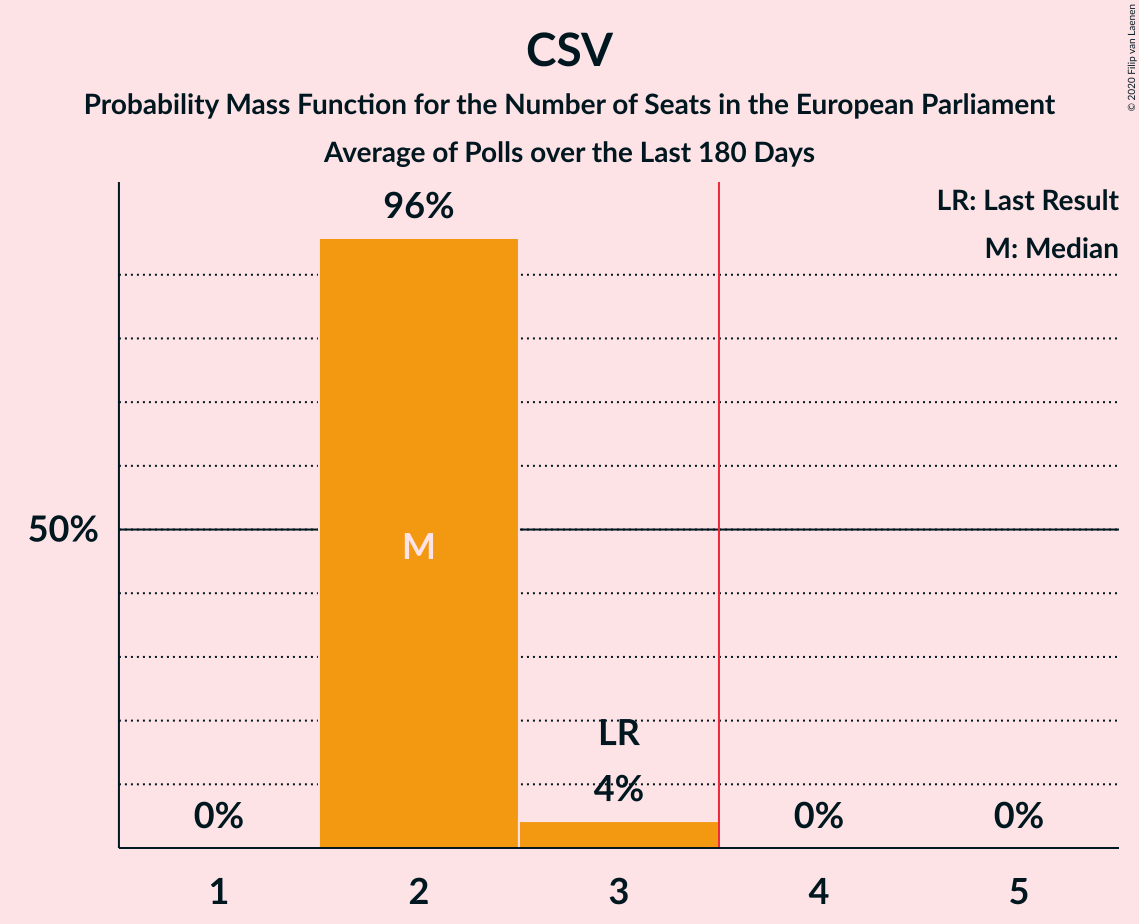 CSV
Probability Mass Function for the Number of Seats in the European Parliament
Average of Polls over the Last 180 Days
© 2020 Filip van Laenen
LR: Last Result
M: Median
96%
50%
M
LR
4%
0%
0%
0%
1
2
3
4
5